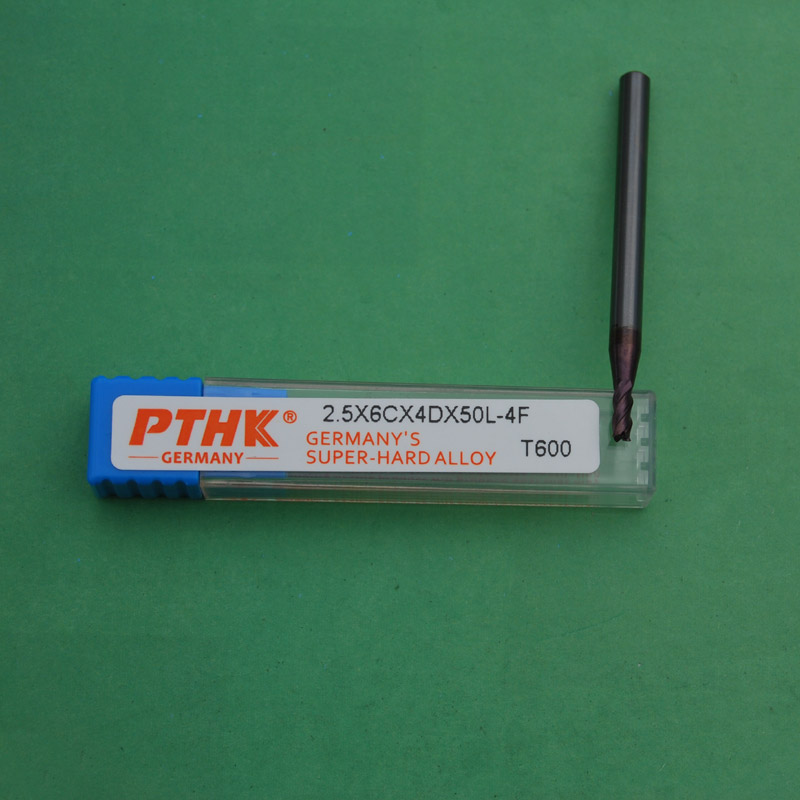 PTHK®
GERMANY
2.5X6CX4DX50L-4F
GERMANY'S
SUPER-HARD ALLOY
T600